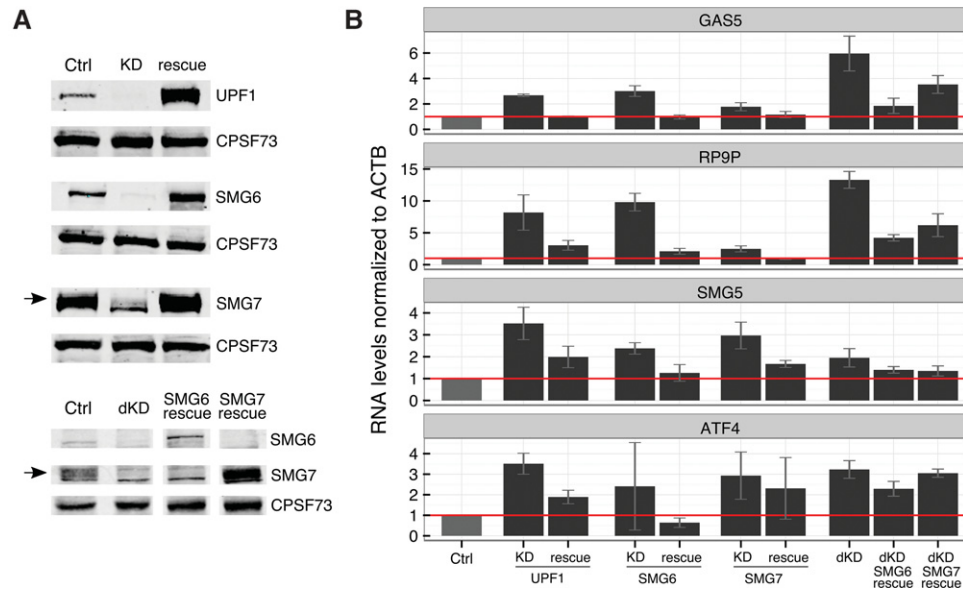 A
Ctrl KD rescue
UPF1
CPSF73
SMG6
CPSF73
SMG7
CPSF73
Ctrl dKD SMG6 rescue SMG7 rescue
SMG6
SMG7
CPSF73
B
RNA levels normalized to ACTB
GAS5
6
4
2
0
RP9P
15
10
5
0
SMG5
4
3
2
1
0
ATF4
4
3
2
1
0
Ctrl KD rescue KD rescue KD rescue dKD dKD SMG6 rescue dKD SMG7 rescue
UPF1 SMG6 SMG7